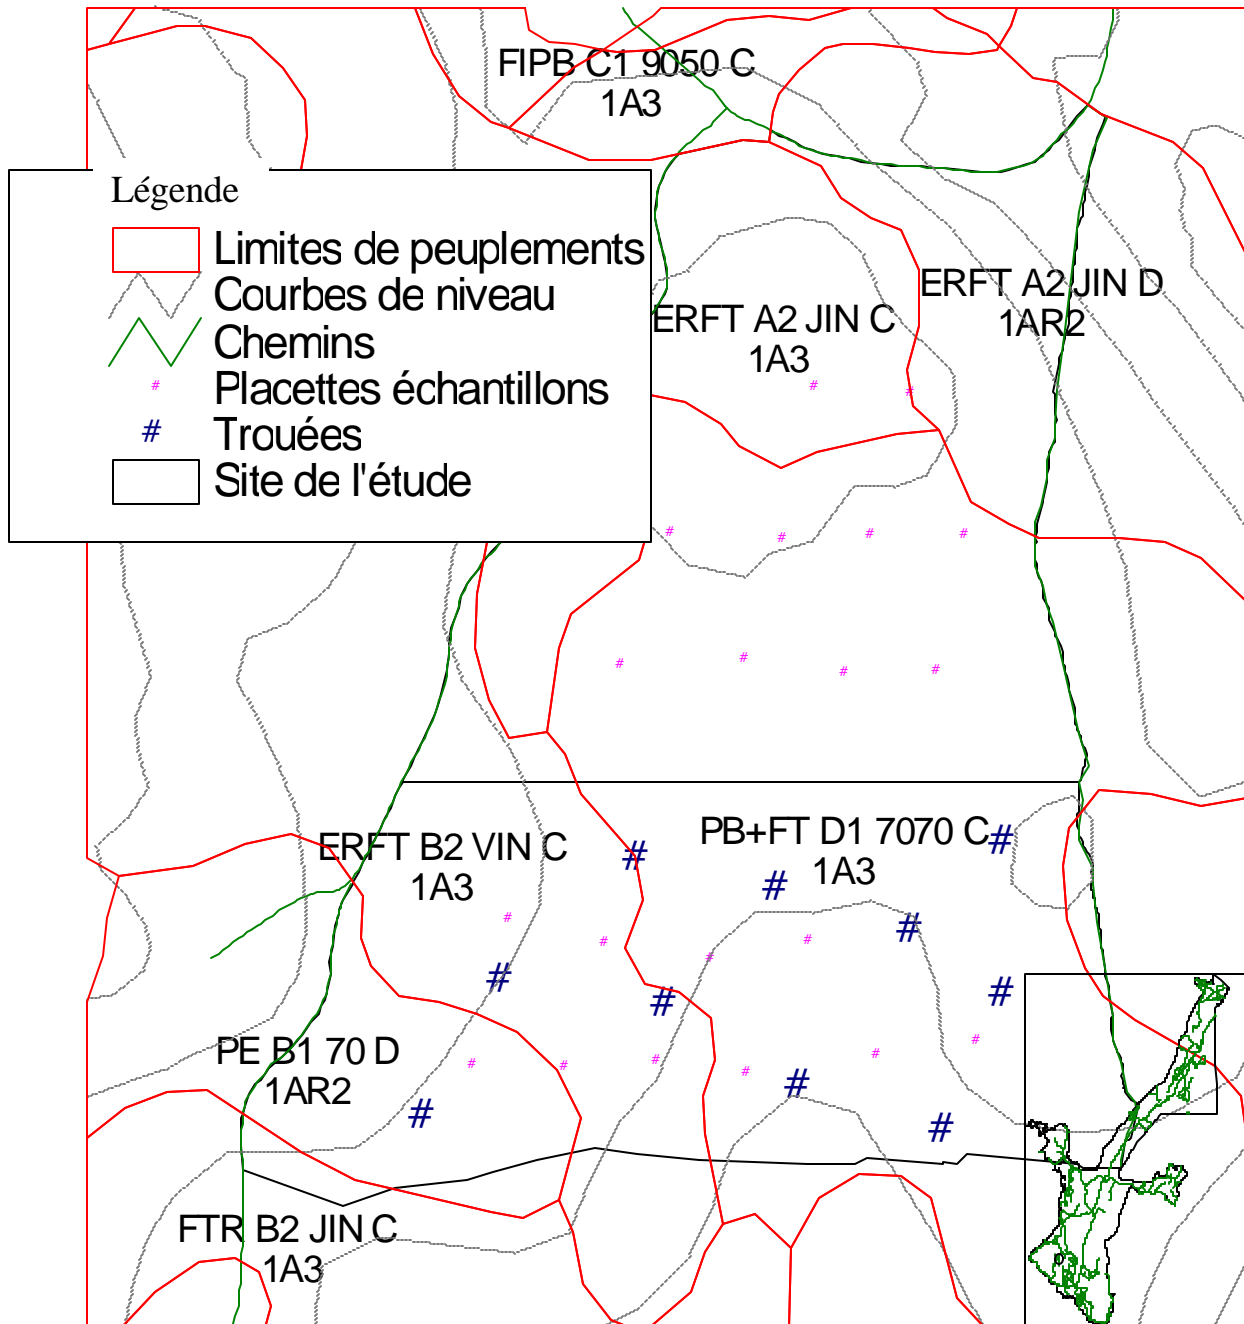 FIPB C1 9050 C
1A3
Légende
Limites de peuplements
Courbes de niveau
Chemins
# Placettes échantillons
# Trouées
Site de l'étude
ERFT A2 JIN D
1AR2
ERFT A2 JIN C
1A3
# #
# # # #
# # # #
PB+FT D1 7070 C #
1A3
ERFT B2 VIN C #
1A3
#
# #
# # # #
# # #
# #
# # # #
PE B1 70 D
1AR2
#
# #
FTR B2 JIN C
1A3